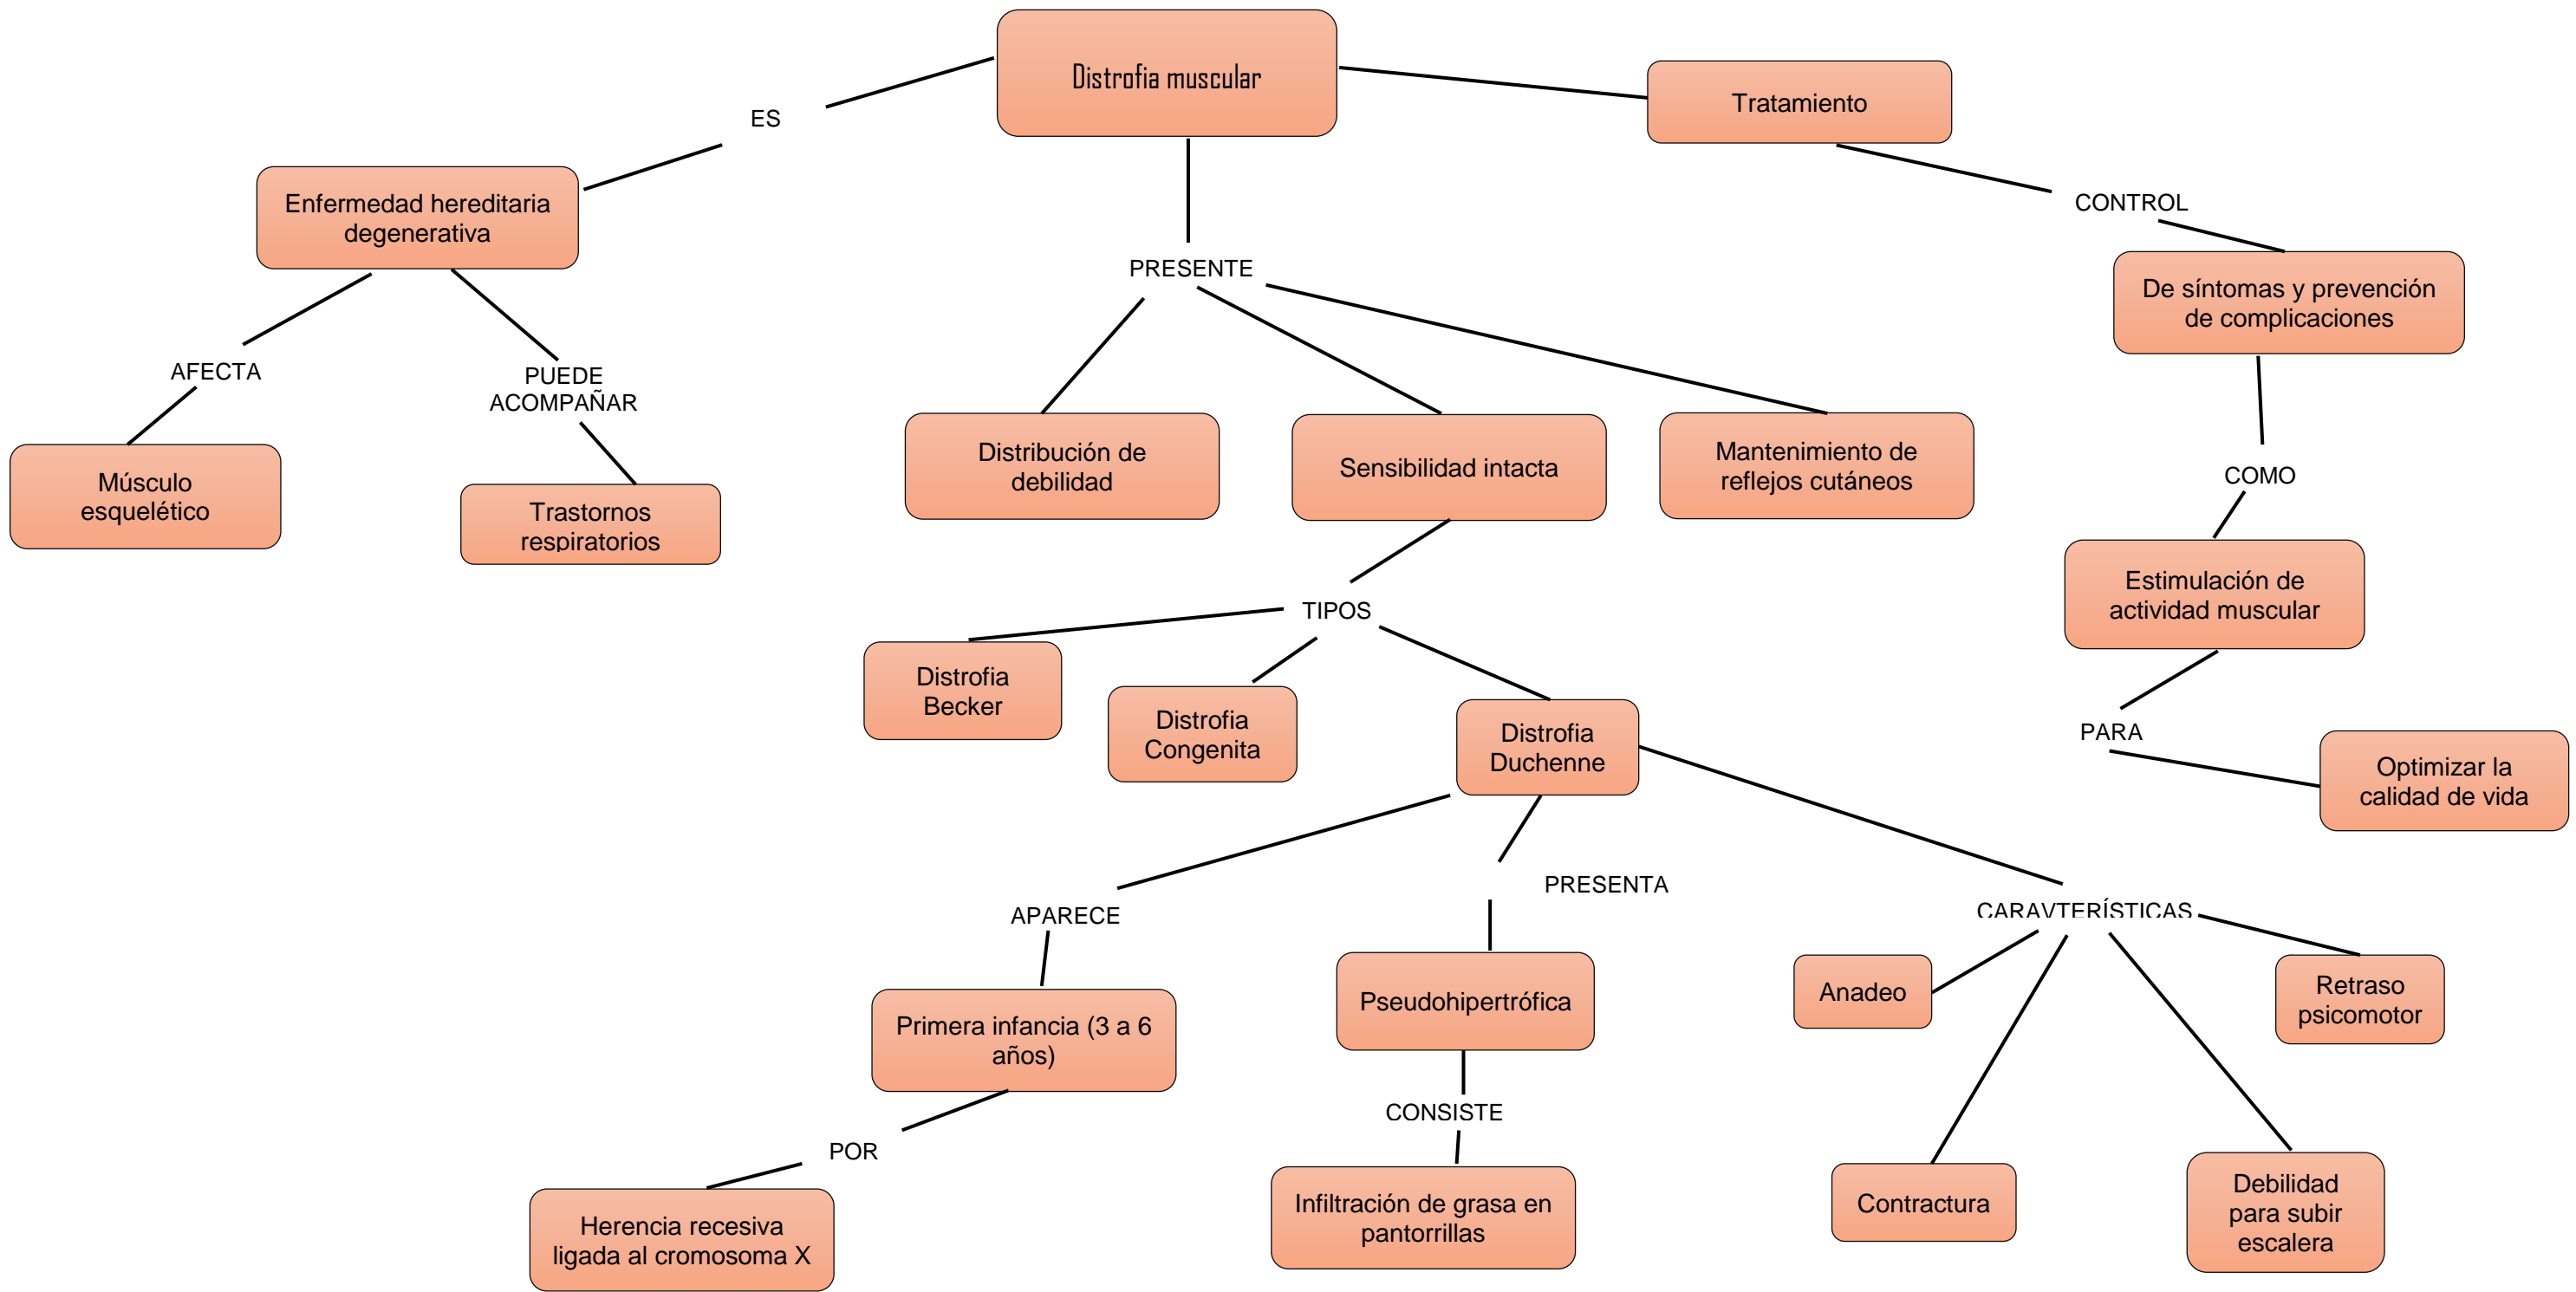 Distrofia muscular
Tratamiento
ES
Enfermedad hereditaria
degenerativa
CONTROL
PRESENTE
De síntomas y prevención
de complicaciones
AFECTA
PUEDE
ACOMPAÑAR
Músculo
esquelético
Trastornos
respiratorios
Distribución de
debilidad
Sensibilidad intacta
Mantenimiento de
reflejos cutáneos
COMO
Estimulación de
actividad muscular
TIPOS
Distrofia
Becker
Distrofia
Congenita
Distrofia
Duchenne
PARA
Optimizar la
calidad de vida
APARECE
PRESENTA
CARAVTERÍSTICAS
Primera infancia (3 a 6
años)
Pseudohipertrófica
Anadeo
Retraso
psicomotor
POR
CONSISTE
Herencia recesiva
ligada al cromosoma X
Infiltración de grasa en
pantorrillas
Contractura
Debilidad
para subir
escalera